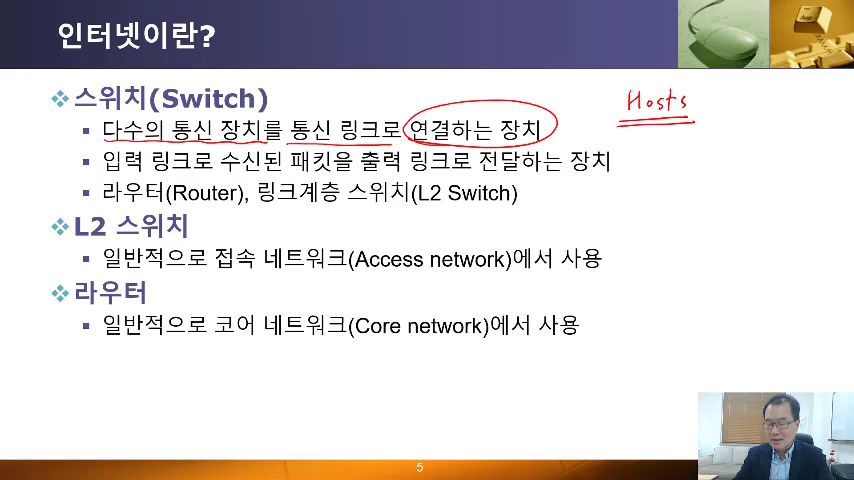 인터넷이란?
스위치(Switch)
Hosts
다수의 통신 장치를 통신 링크로 연결하는 장치
입력 링크로 수신된 패킷을 출력 링크로 전달하는 장치
라우터(Router), 링크계층 스위치(L2 Switch)
L2 스위치
일반적으로 접속 네트워크(Access network)에서 사용
라우터
일반적으로 코어 네트워크(Core network)에서 사용
5